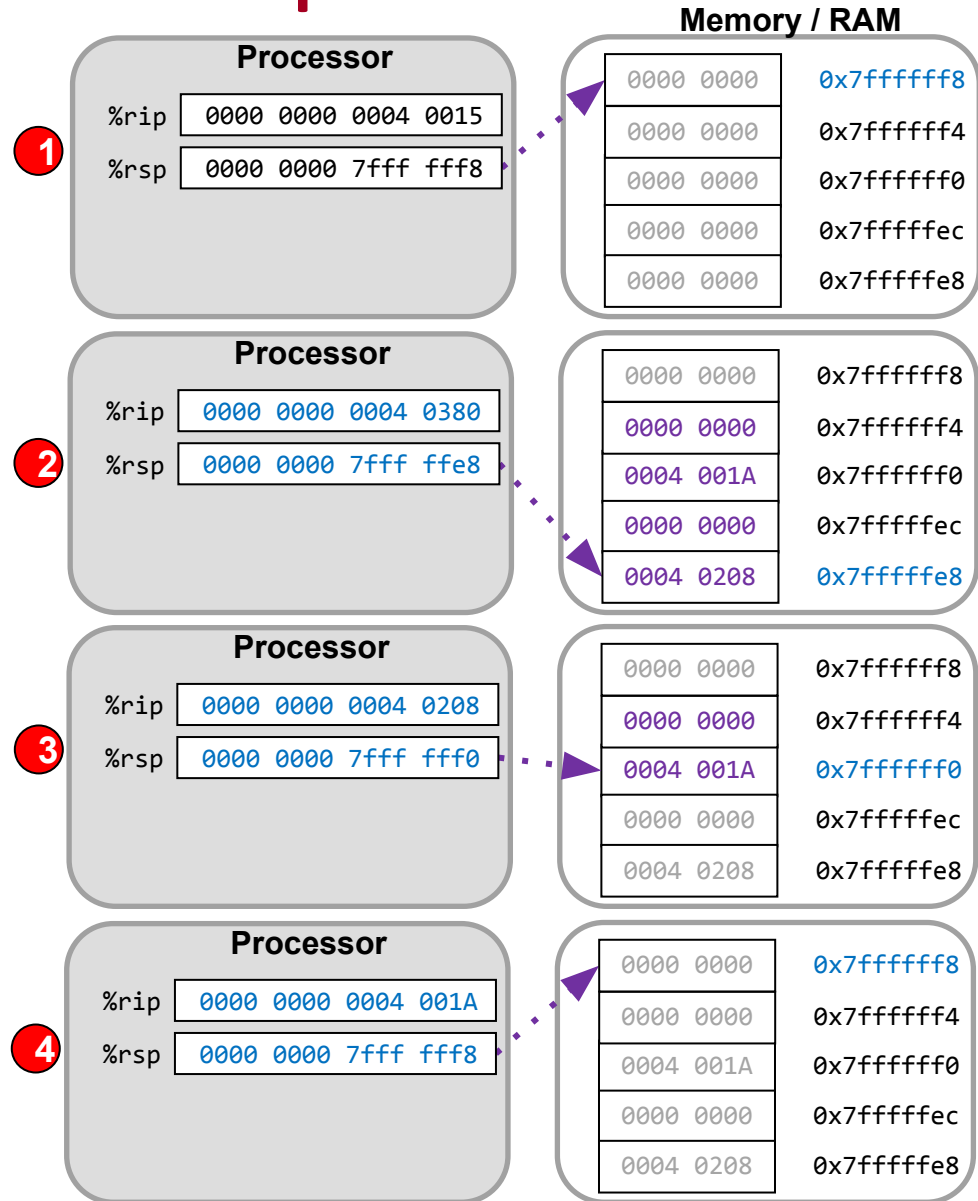 Memory / RAM
Processor
1
%rip 0000 0000 0004 0015
%rsp 0000 0000 7fff fff8
0000 0000 0x7ffffff8
0000 0000 0x7ffffff4
0000 0000 0x7ffffff0
0000 0000 0x7fffffec
0000 0000 0x7fffffe8
Processor
2
%rip 0000 0000 0004 0380
%rsp 0000 0000 7fff ffe8
0000 0000 0x7ffffff8
0000 0000 0x7ffffff4
0004 001A 0x7ffffff0
0000 0000 0x7fffffec
0004 0208 0x7fffffe8
Processor
3
%rip 0000 0000 0004 0208
%rsp 0000 0000 7fff fff0
0000 0000 0x7ffffff8
0000 0000 0x7ffffff4
0004 001A 0x7ffffff0
0000 0000 0x7fffffec
0004 0208 0x7fffffe8
Processor
4
%rip 0000 0000 0004 001A
%rsp 0000 0000 7fff fff8
0000 0000 0x7ffffff8
0000 0000 0x7ffffff4
0004 001A 0x7ffffff0
0000 0000 0x7fffffec
0004 0208 0x7fffffe8